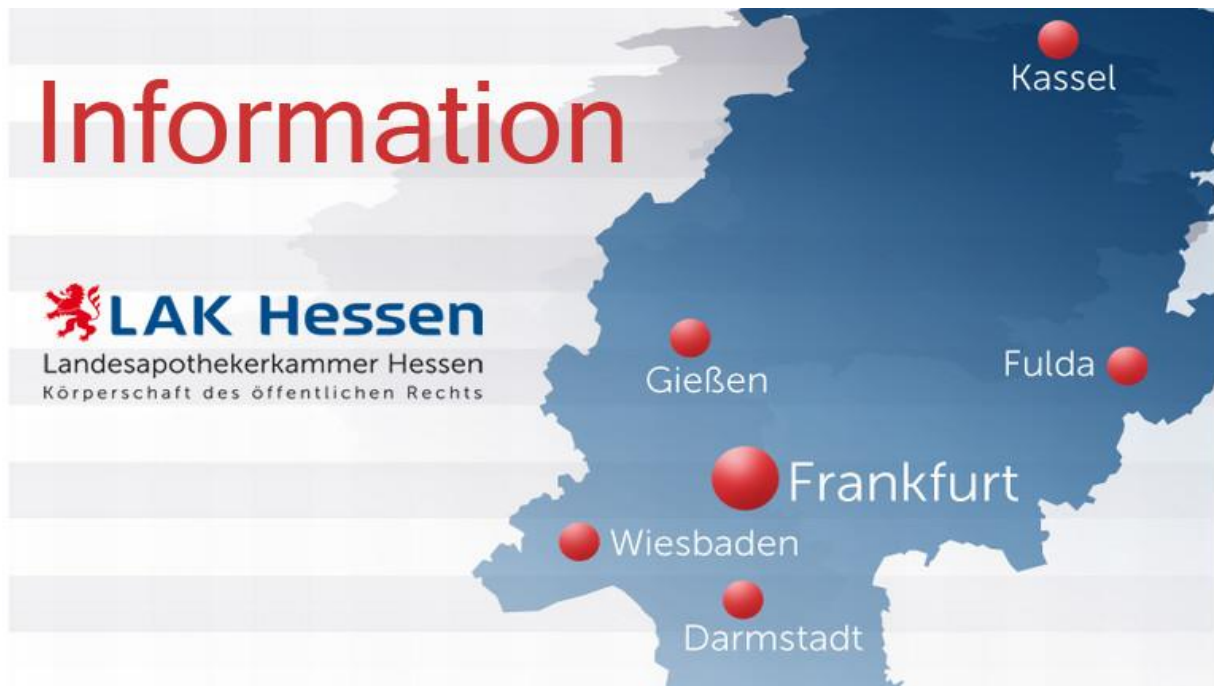 Information
LAK Hessen
Landesapothekerkammer Hessen
Körperschaft des öffentlichen Rechts
Kassel
Gießen
Fulda
Frankfurt
Wiesbaden
Darmstadt